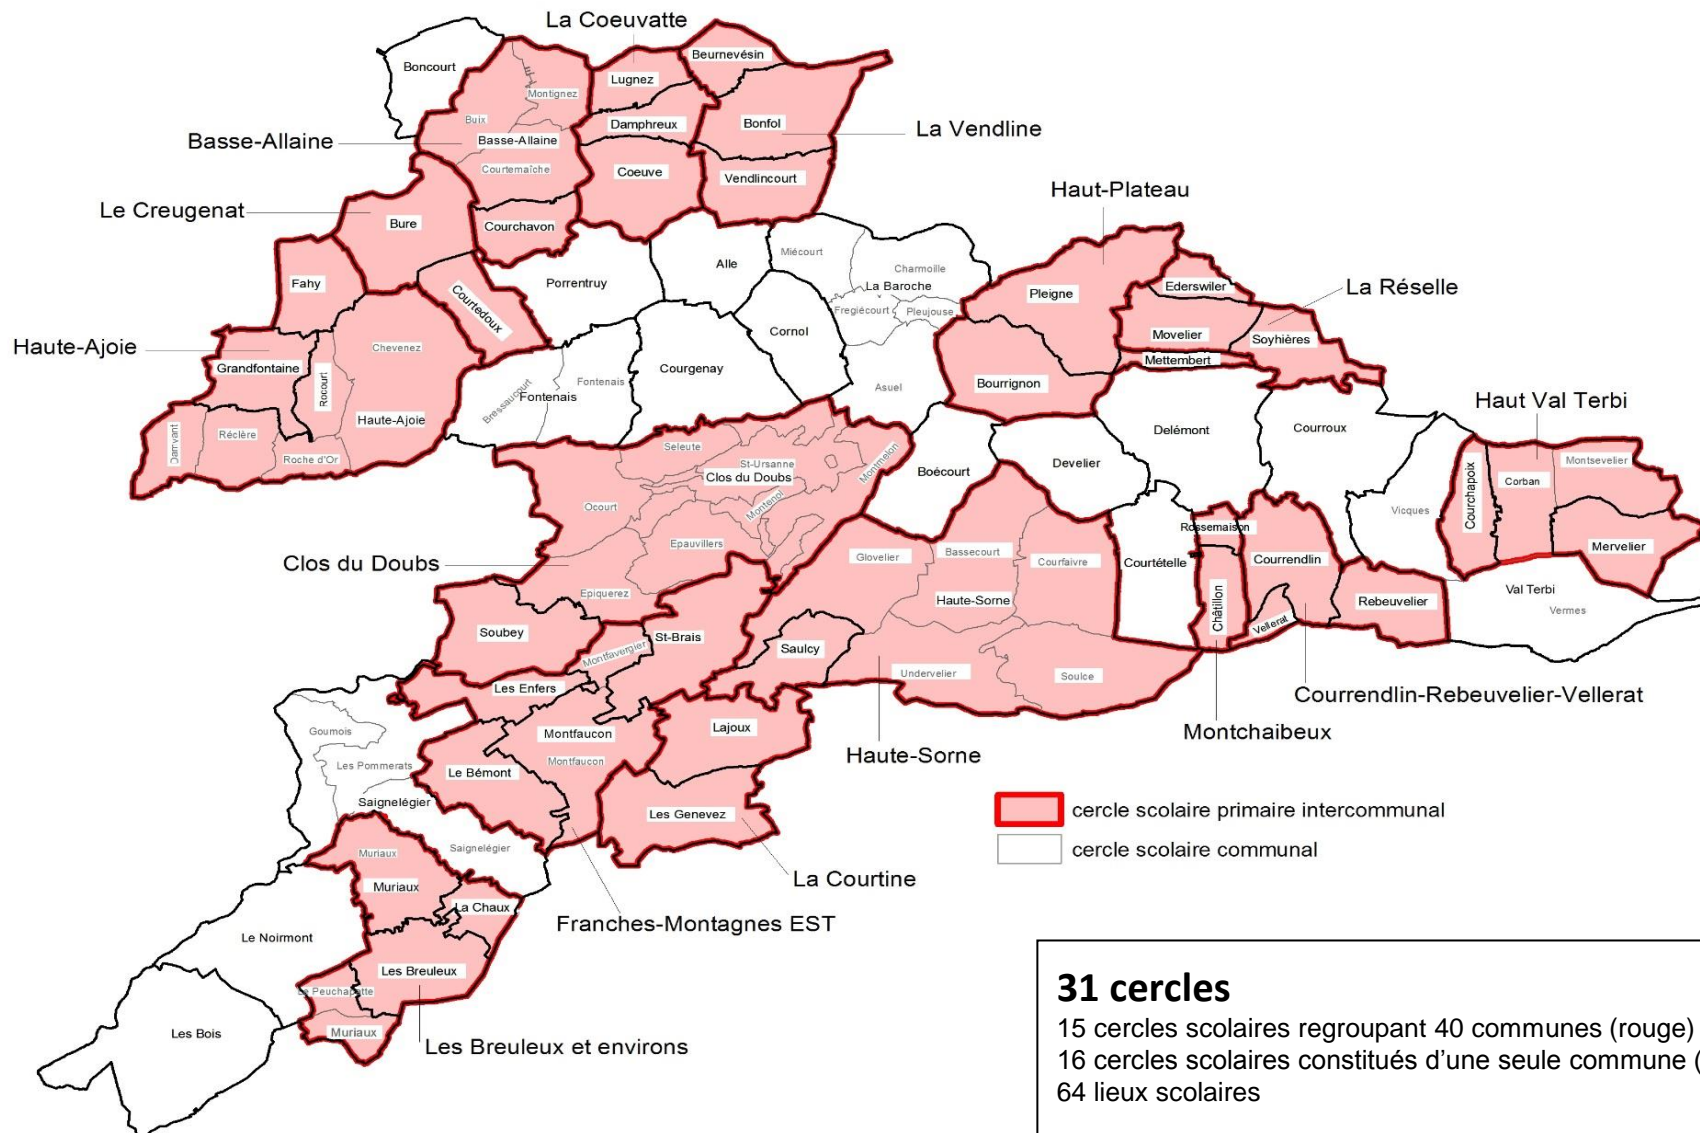 La Coeuvatte
Boncourt
Beurnevésin
Lugnez
Montignez
Buix
Damphreux
Bonfol
La Vendline
Basse-Allaine
Basse-Allaine
Courtemaîche
Coeuve
Vendlincourt
Haut-Plateau
Le Creugenat
Bure
Courchavon
Miécourt
Alle
Charmoille
Fahy
Porrentruy
La Baroche
Pleigne
Ederswiler
La Réselle
Courtedoux
Fregiécourt
Pleujouse
Cornol
Movelier
Soyhières
Haute-Ajoie
Chevenez
Grandfontaine
Mettembert
Courgenay
Rocourt
Fontenais
Bourrignon
Asuel
Bressaucourt
Fontenais
Haut Val Terbi
Haute-Ajoie
Delémont
Courroux
Damvant
Réclère
Roche d'Or
Seleute
St-Ursanne
Montmelon
Boécourt
Develier
Clos du Doubs
Courchapoix
Corban
Montsevelier
Ocourt
Montenol
Vicques
Rossemaison
Epauvillers
Glovelier
Bassecourt
Courfaivre
Courtételle
Courrendlin
Mervelier
Clos du Doubs
Epiquerez
Haute-Sorne
Châtillon
Rebeuvelier
Val Terbi
Vermes
Soubey
St-Brais
Vellerat
Montfavergier
Saulcy
Undervelier
Soulce
Les Enfers
Courrendlin-Rebeuvelier-Vellerat
Goumois
Montfaucon
Lajoux
Montchaibeux
Haute-Sorne
Les Pommerats
Montfaucon
Le Bémont
Saignelégier
Les Genevez
cercle scolaire primaire intercommunal
Saignelégier
cercle scolaire communal
Muriaux
Muriaux
La Courtine
La Chaux
Franches-Montagnes EST
Le Noirmont
Les Breuleux
Le Peuchapatte
Les Bois
Muriaux
Les Breuleux et environs
31 cercles
15 cercles scolaires regroupant 40 communes (rouge)
16 cercles scolaires constitués d'une seule commune (
64 lieux scolaires